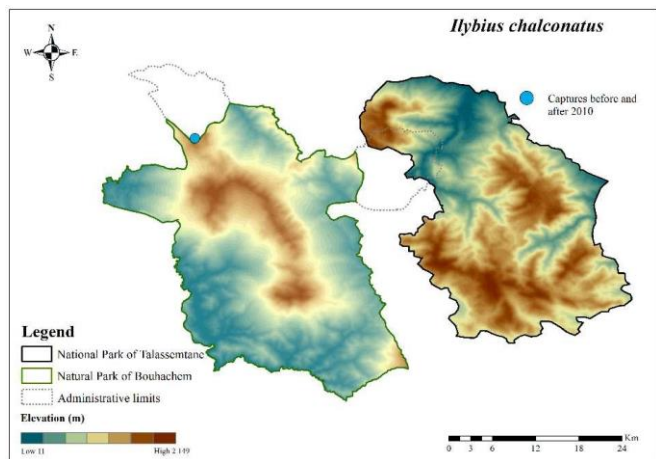 Ilybius chalconatus
N
W E
S
Captures before and
after 2010
Legend
National Park of Talassemtane
Natural Park of Bouhachem
Administrative limits
Elevation (m)
Low 11 High 2 149
Km
0 3 6 12 18 24